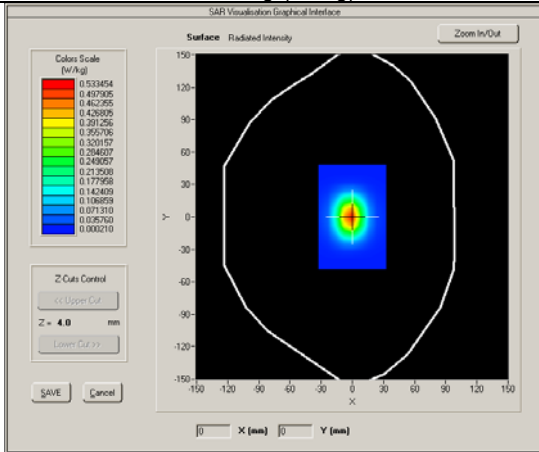 SAR Visualisation Graphical Interface
Surface Radiated Intensity
Zoom In/Out
Colors Scale
(W/kg)
0.533454
0.497905
0.462355
0.426805
0.391256
0.355706
0.320157
0.284607
0.249057
0.213508
0.177958
0.142409
0.106859
0.071310
0.035760
0.000210
Z Cuts Control
<< Upper Cut
Z = 4.0 mm
Lower Cut >>
SAVE Cancel
150-
120-
90-
60-
30-
0-
-30-
-60-
-90-
-120-
-150-
Y
-150 -120 -90 -60 -30 0 30 60 90 120 150
X
0 X (mm) 0 Y (mm)